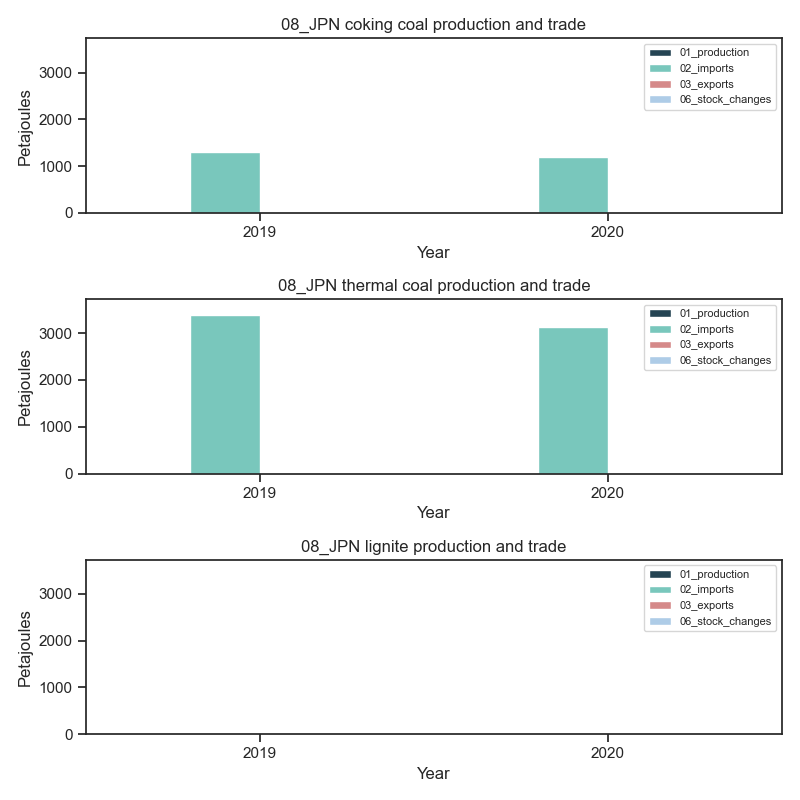 08_JPN coking coal production and trade
Petajoules
3000
2000
1000
0
01_production
02_imports
03_exports
06_stock_changes
2019
2020
Year
08_JPN thermal coal production and trade
Petajoules
3000
2000
1000
0
01_production
02_imports
03_exports
06_stock_changes
2019
2020
Year
08_JPN lignite production and trade
Petajoules
3000
2000
1000
0
01_production
02_imports
03_exports
06_stock_changes
2019
2020
Year